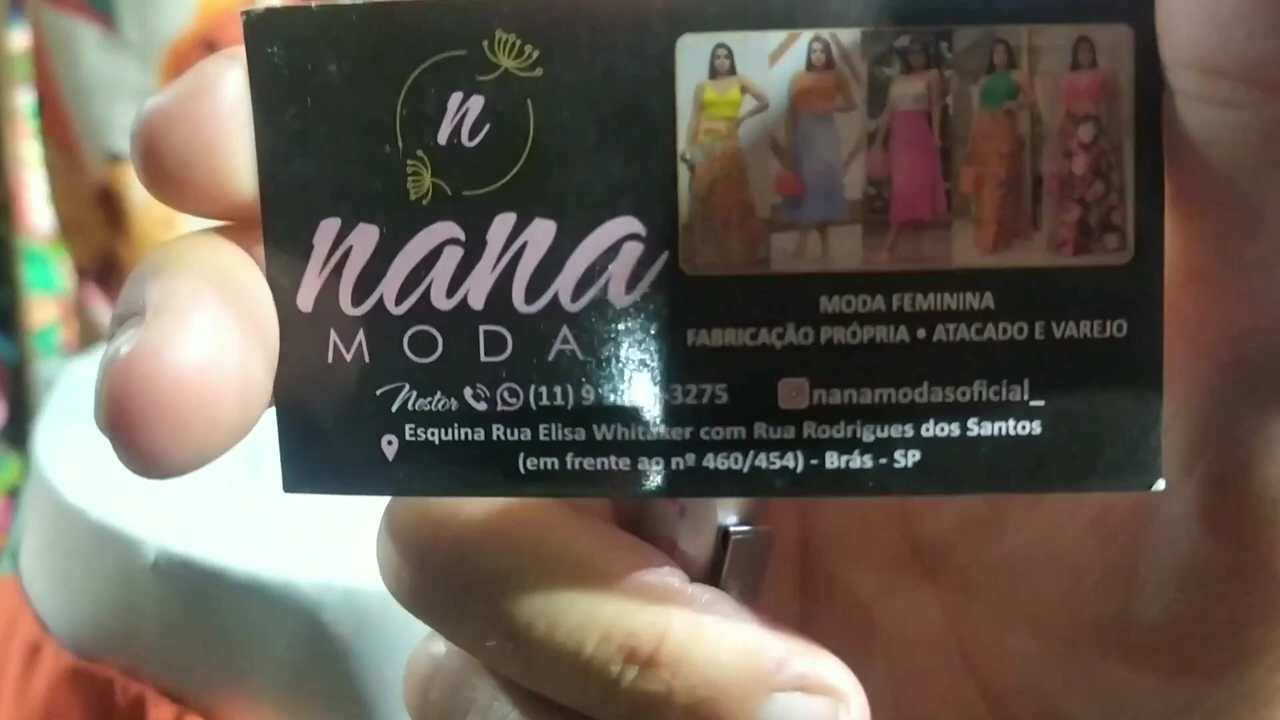 n
nana
MODA
MODA FEMININA
FABRICAÇÃO PRÓPRIA • ATACADO E VAREJO
Nestor (11) 3275
nanamodasoficial_
Esquina Rua Elisa Whitaker com Rua Rodrigues dos Santos
(em frente ao nº 460/454) - Brás - SP